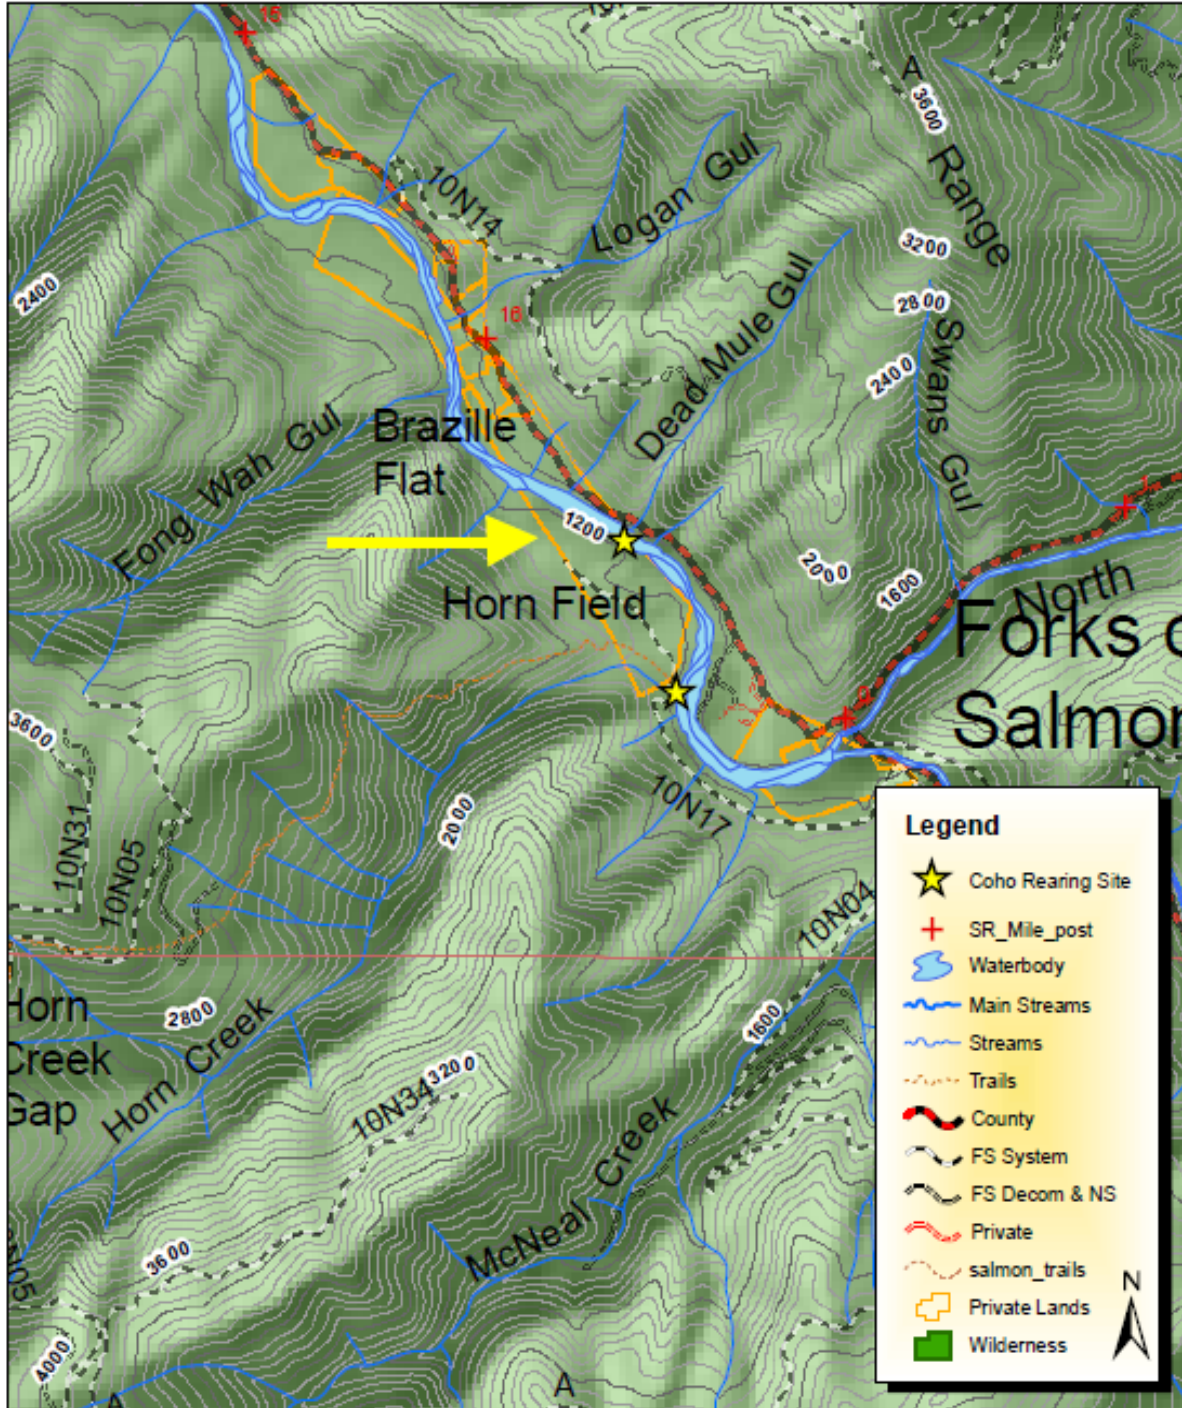 15
A
3600
Range
10N14
Logan Gul
3200
2400
16
2800
Swans Gul
Dead Mule Gul
2400
Brazille
Flat
Fong Wah Gul
1
1200
2000
1600
North
Horn Field
Forks o
Salmon
0
3600
10N17
10N31
10N05
2000
10N04
Horn
Creek
Gap
2800
Horn Creek
1600
3200
10N34
McNeal Creek
3600
4000
A
A
Legend
Coho Rearing Site
SR_Mile_post
Waterbody
Main Streams
Streams
Trails
County
FS System
FS Decom & NS
Private
salmon_trails
Private Lands
Wilderness
N